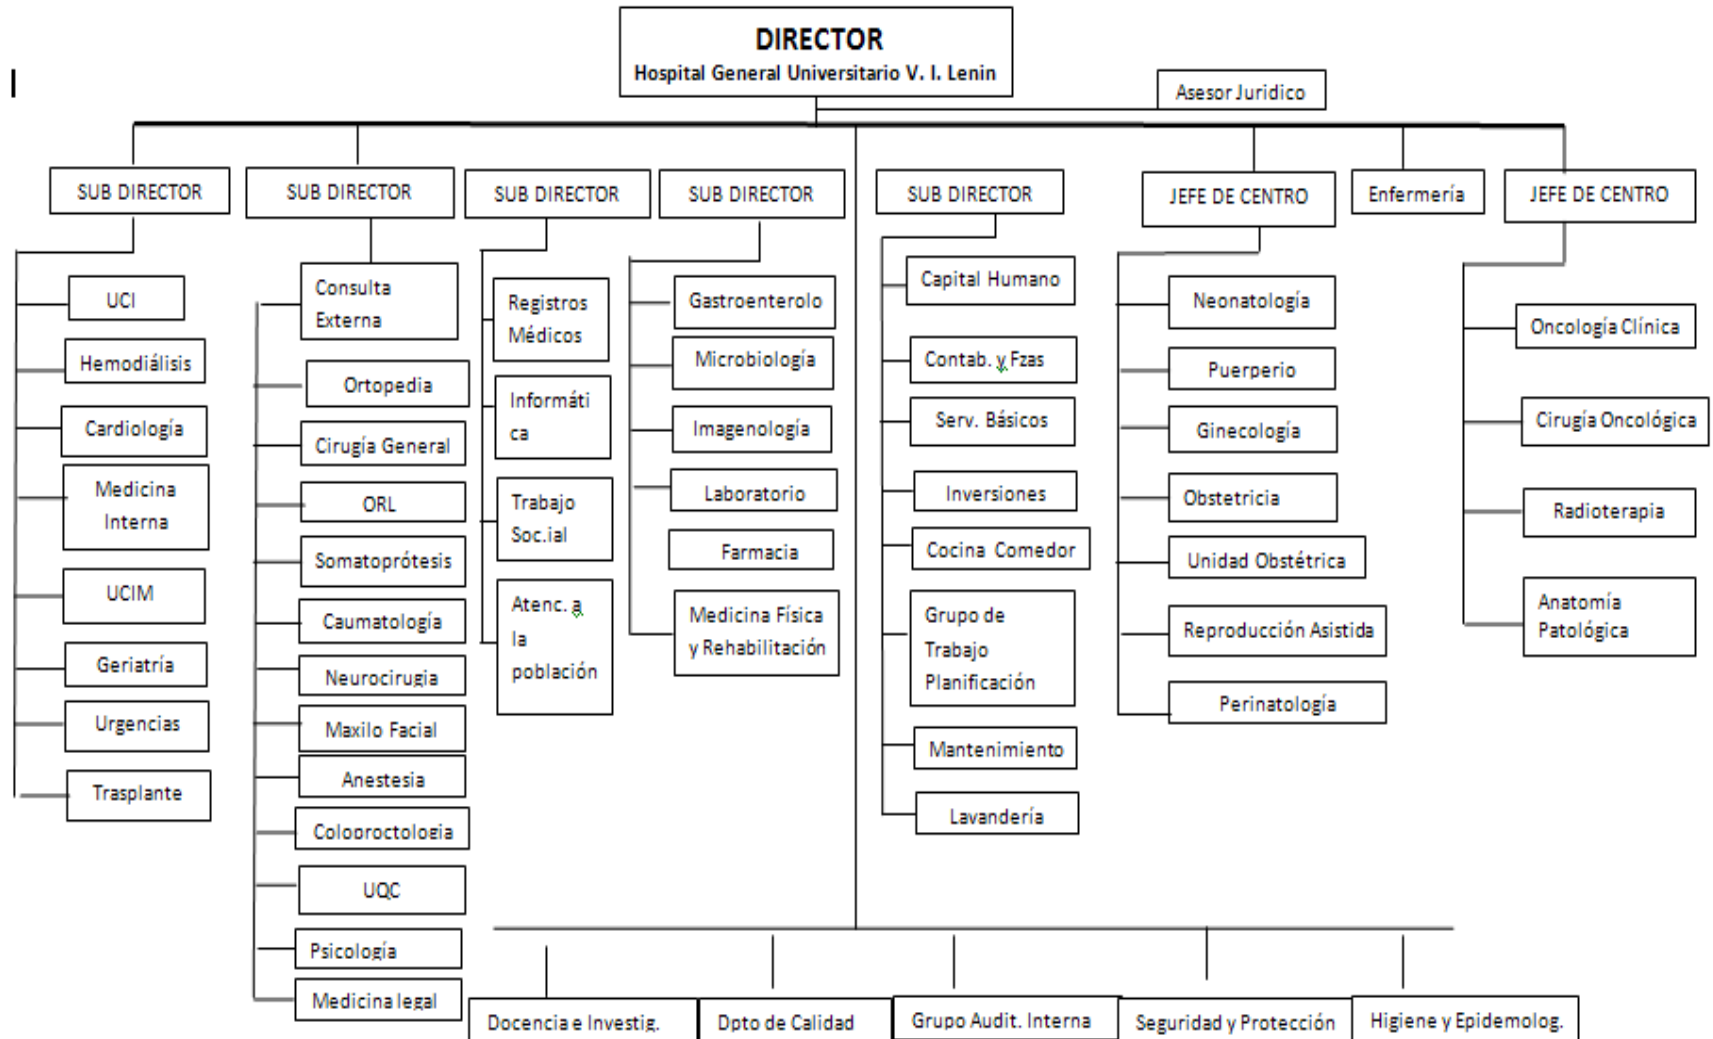 DIRECTOR
Hospital General Universitario V. I. Lenin
Asesor Juridico
SUB DIRECTOR
SUB DIRECTOR
SUB DIRECTOR
SUB DIRECTOR
SUB DIRECTOR
JEFE DE CENTRO
Enfermería
JEFE DE CENTRO
UCI
Hemodiálisis
Cardiología
Medicina
Interna
UCIM
Geriatría
Urgencias
Trasplante
Consulta
Externa
Ortopedia
Cirugía General
ORL
Somatoprótesis
Caumatología
Neurocirugia
Maxilo Facial
Anestesia
Coloproctologia
UQC
Psicología
Medicina legal
Registros
Médicos
Informáti
ca
Trabajo
Soc.ial
Atenc. a
la
población
Gastroenterolo
Microbiología
Imagenología
Laboratorio
Farmacia
Medicina Física
y Rehabilitación
Capital Humano
Contab. y Fzas
Serv. Básicos
Inversiones
Cocina Comedor
Grupo de
Trabajo
Planificación
Mantenimiento
Lavandería
Neonatología
Puerperio
Ginecología
Obstetricia
Unidad Obstétrica
Reproducción Asistida
Perinatología
Oncología Clínica
Cirugía Oncológica
Radioterapia
Anatomía
Patológica
Docencia e Investig.
Dpto de Calidad
Grupo Audit. Interna
Seguridad y Protección
Higiene y Epidemolog.